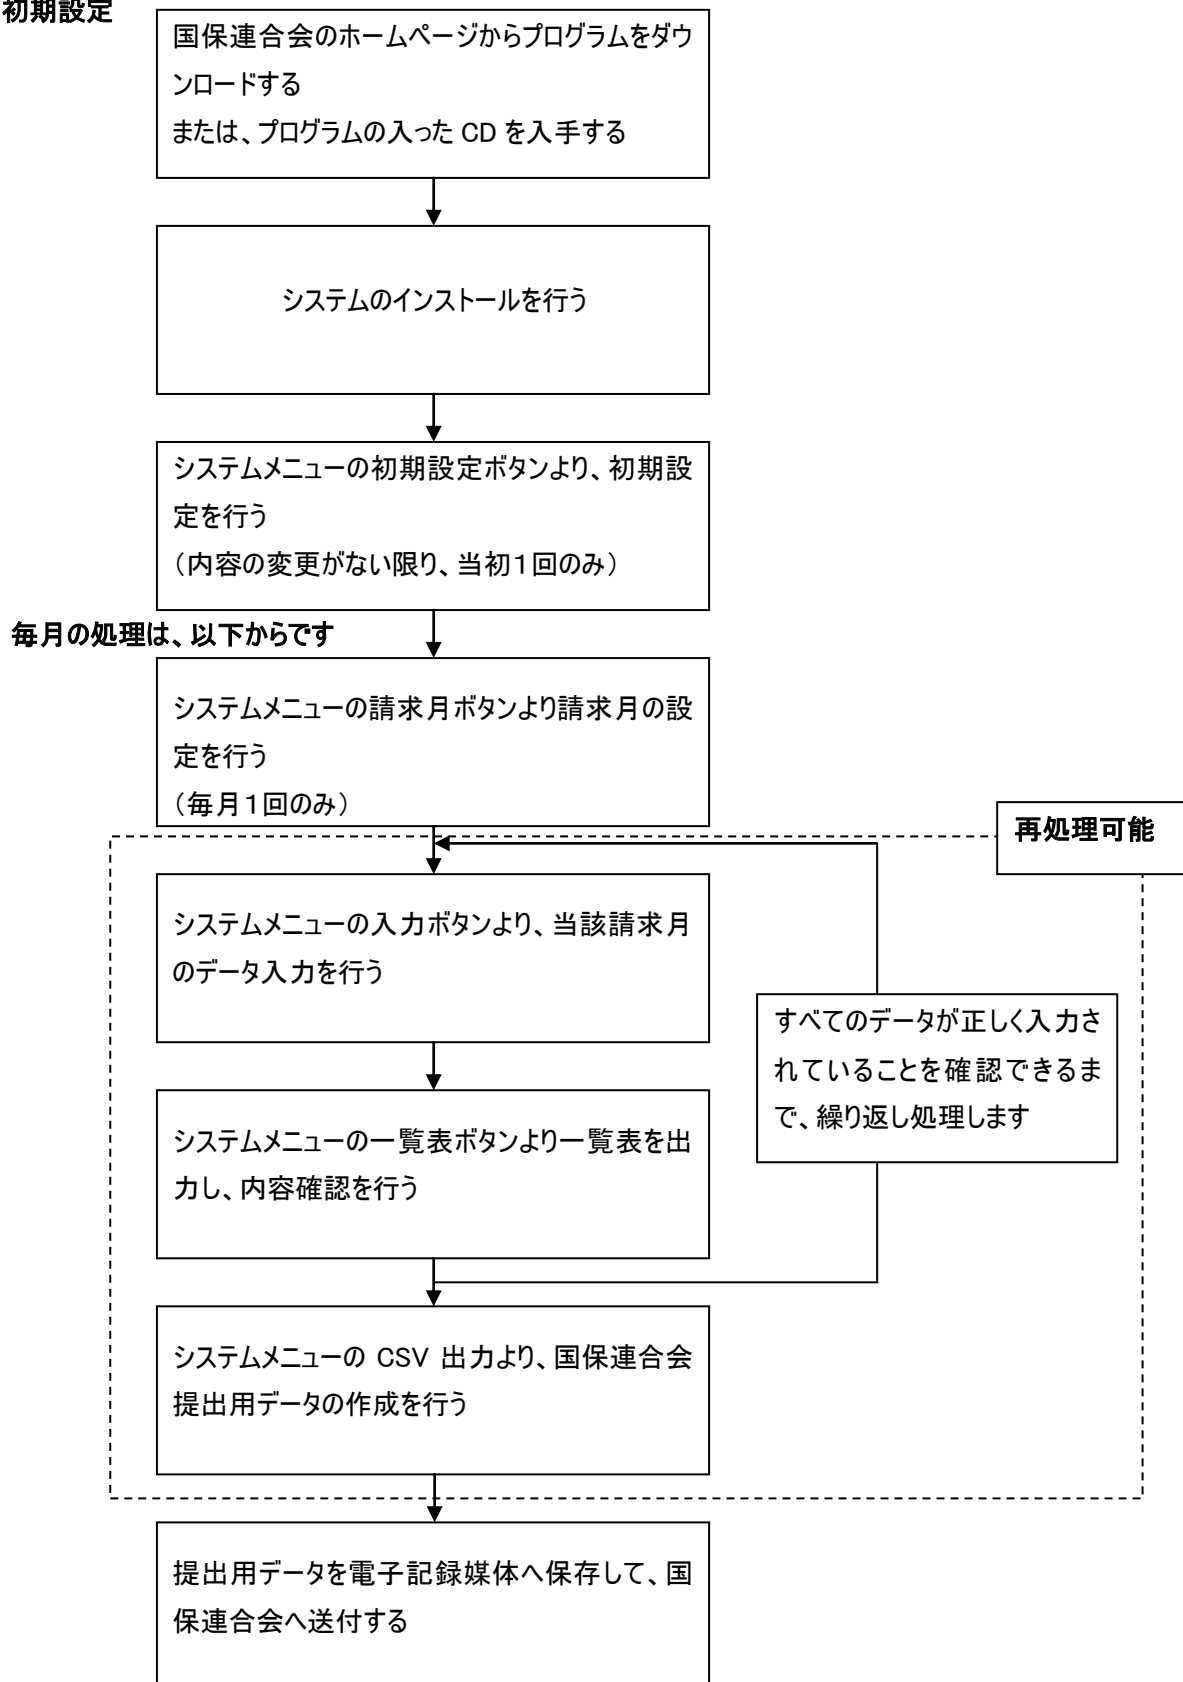 初期設定
国保連合会のホームページからプログラムをダウ
ンロードする
または、プログラムの入った CD を入手する
システムのインストールを行う
システムメニューの初期設定ボタンより、初期設
定を行う
（内容の変更がない限り、当初１回のみ）
毎月の処理は、以下からです
システムメニューの請求月ボタンより請求月の設
定を行う
（毎月１回のみ）
再処理可能
システムメニューの入力ボタンより、当該請求月
のデータ入力を行う
すべてのデータが正しく入力さ
れていることを確認できるま
で、繰り返し処理します
システムメニューの一覧表ボタンより一覧表を出
力し、内容確認を行う
システムメニューの CSV 出力より、国保連合会
提出用データの作成を行う
提出用データを電子記録媒体へ保存して、国
保連合会へ送付する